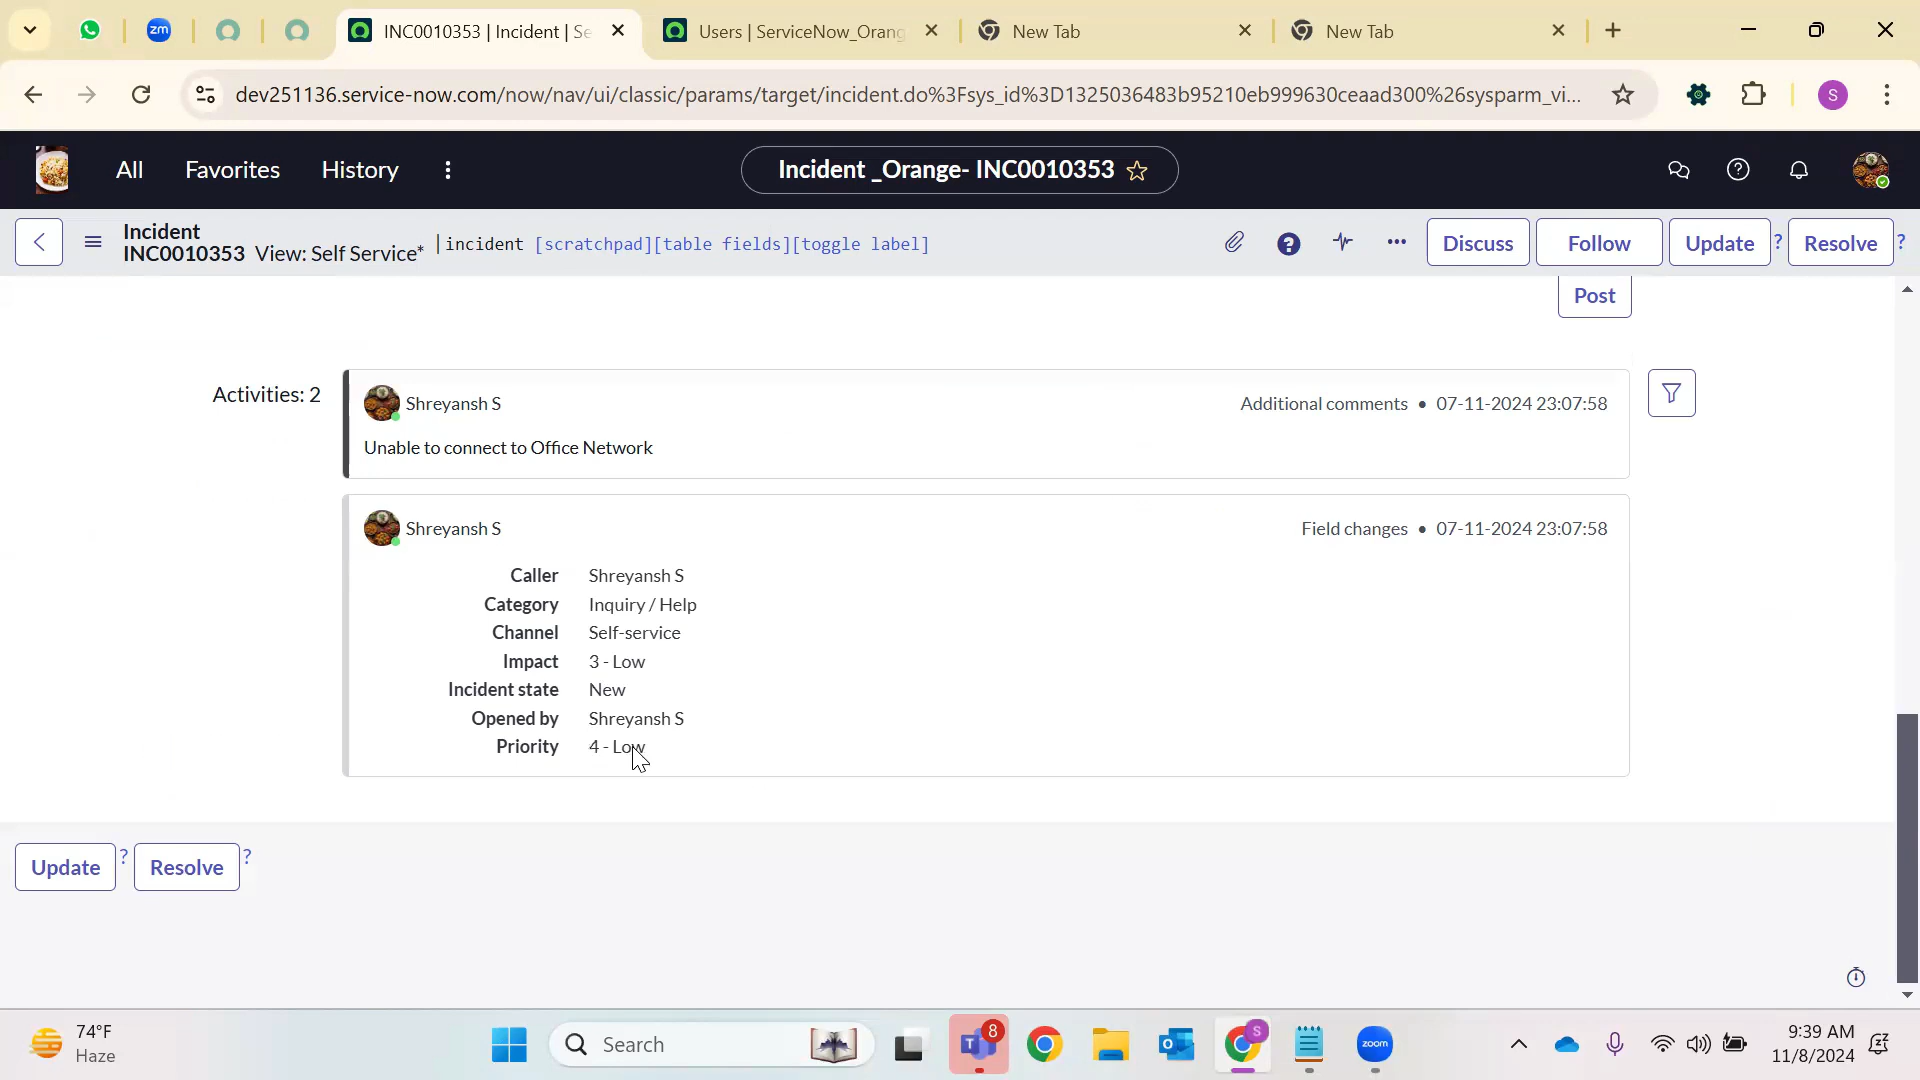 zm
INC0010353 | Incident | Se
Users | ServiceNow_Orang
New Tab
New Tab
dev251136.service-now.com/now/nav/ui/classic/params/target/incident.do%3Fsys_id%3D1325036483b95210eb999630ceaad300%26sysparm_vi...
S
All Favorites History
Incident _Orange- INC0010353
Incident
INC0010353 View: Self Service* |incident [scratchpad][table fields][toggle label]
Discuss
Follow
Update ?
Resolve ?
Post
Activities: 2
Shreyansh S
Additional comments • 07-11-2024 23:07:58
Unable to connect to Office Network
Shreyansh S
Field changes • 07-11-2024 23:07:58
Caller Shreyansh S
Category Inquiry / Help
Channel Self-service
Impact 3 - Low
Incident state New
Opened by Shreyansh S
Priority 4 - Low
Update ? Resolve ?
74°F
Haze
Search
8
S
zoom
9:39 AM
11/8/2024